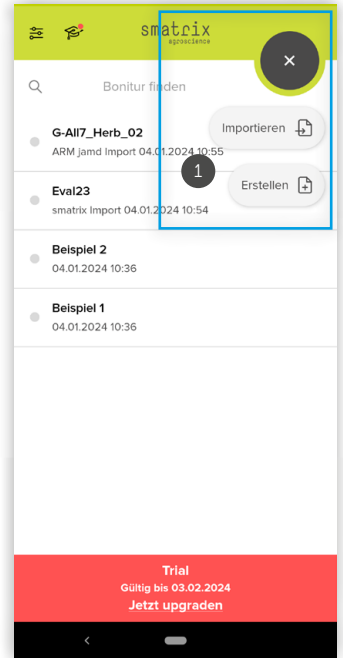 smatrix
agroscience
Bonitur finden
Importieren
G-All7_Herb_02
ARM jamd Import 04.01.2024 10:55
1
Erstellen
Eval23
smatrix Import 04.01.2024 10:54
Beispiel 2
04.01.2024 10:36
Beispiel 1
04.01.2024 10:36
Trial
Gültig bis 03.02.2024
Jetzt upgraden